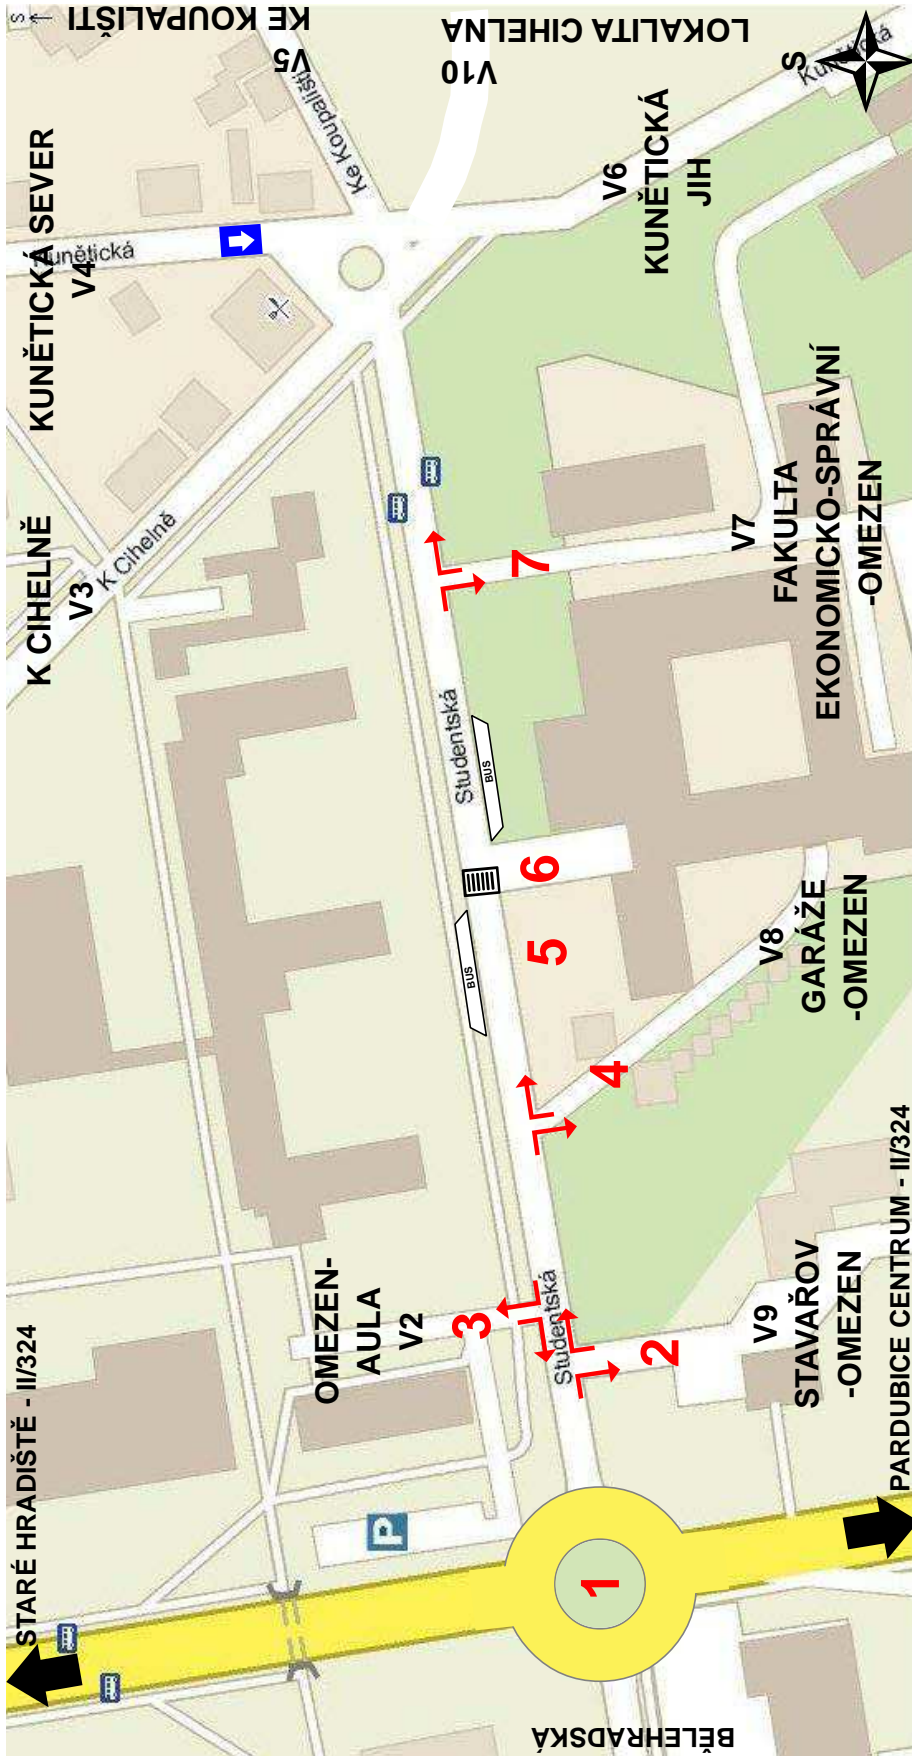 S
STARÉ HRADIŠTĚ - II/324
K CIHELNĚ
V3
KUNĚTICKÁ SEVER
V4
V5
KE KOUPALIŠTI
V10
LOKALITA CIHELNA
S
Kunětická
Kunětická
Ke Koupališti
K Cihelně
V6
KUNĚTICKÁ
JIH
OMEZEN-
AULA
V2
P
Studentská
Studentská
BUS
BUS
1
2
3
4
5
6
7
V7
FAKULTA
EKONOMICKO-SPRÁVNÍ
-OMEZEN
V8
GARÁŽE
-OMEZEN
V9
STAVAŘOV
-OMEZEN
BĚLEHRADSKÁ
PARDUBICE CENTRUM - II/324